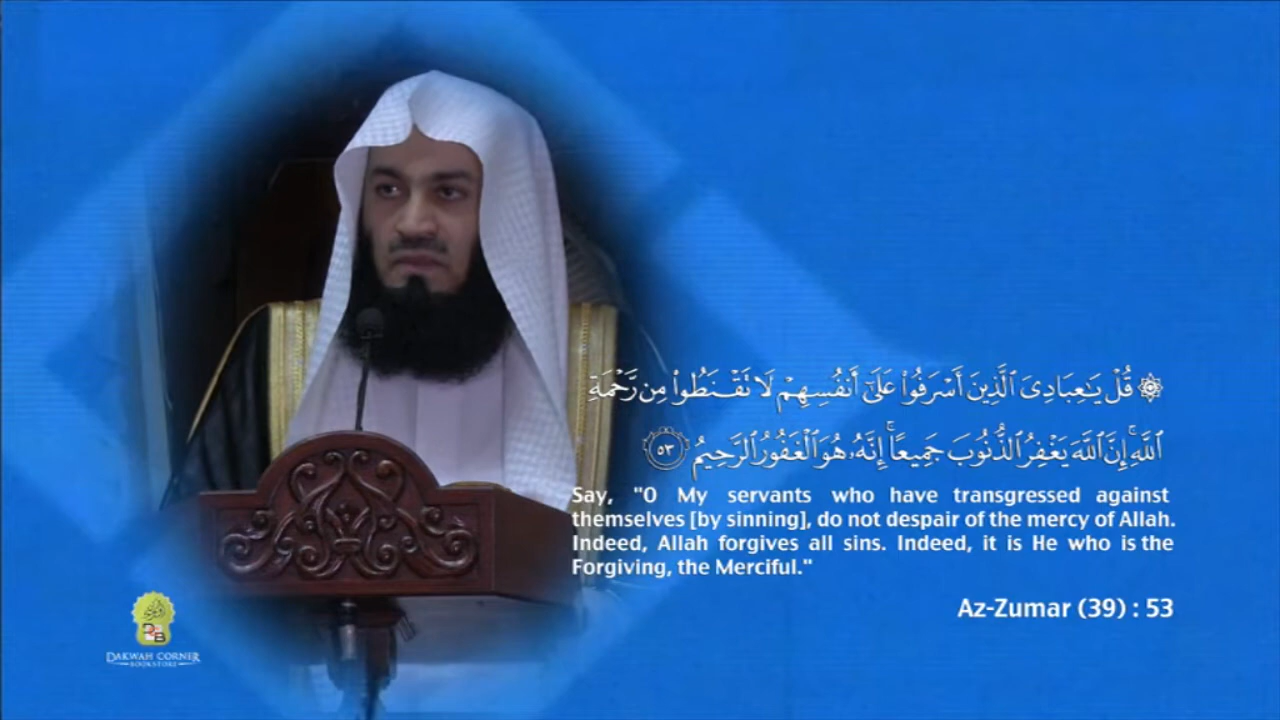 ۞ قُلْ يَـٰعِبَادِىَ ٱلَّذِينَ أَسْرَفُوا۟ عَلَىٰٓ أَنفُسِهِمْ لَا تَقْنَطُوا۟ مِن رَّحْمَةِ
ٱللَّهِ ۚ إِنَّ ٱللَّهَ يَغْفِرُ ٱلذُّنُوبَ جَمِيعًا ۚ إِنَّهُۥ هُوَ ٱلْغَفُورُ ٱلرَّحِيمُ ٥٣
Say, "O My servants who have transgressed against
themselves [by sinning], do not despair of the mercy of Allah.
Indeed, Allah forgives all sins. Indeed, it is He who is the
Forgiving, the Merciful."
Az-Zumar (39) : 53
DAKWAH CORNER
BOOKSTORE